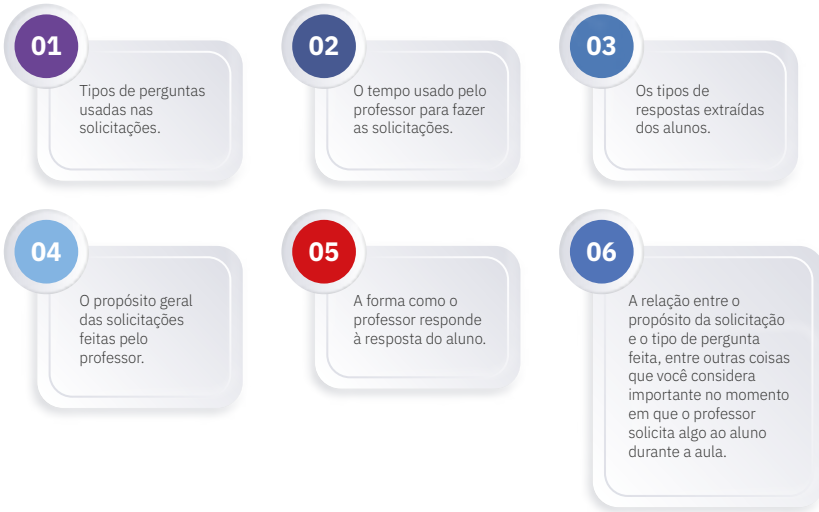 01
Tipos de perguntas
usadas nas
solicitações.
02
O tempo usado pelo
professor para fazer
as solicitações.
03
Os tipos de
respostas extraídas
dos alunos.
04
O propósito geral
das solicitações
feitas pelo
professor.
05
A forma como o
professor responde
à resposta do aluno.
06
A relação entre o
propósito da solicitação
e o tipo de pergunta
feita, entre outras coisas
que você considera
importante no momento
em que o professor
solicita algo ao aluno
durante a aula.